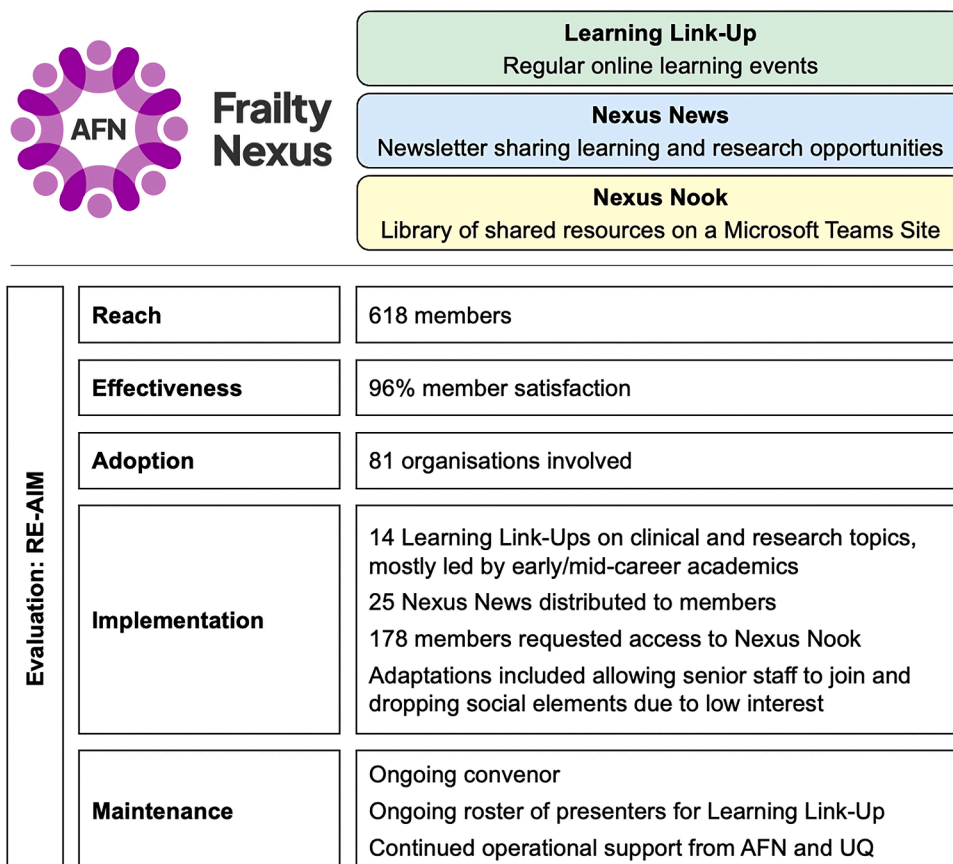 AFN
Frailty
Nexus
Learning Link-Up
Regular online learning events
Nexus News
Newsletter sharing learning and research opportunities
Nexus Nook
Library of shared resources on a Microsoft Teams Site
Evaluation: RE-AIM
Reach
618 members
Effectiveness
96% member satisfaction
Adoption
81 organisations involved
Implementation
14 Learning Link-Ups on clinical and research topics,
mostly led by early/mid-career academics
25 Nexus News distributed to members
178 members requested access to Nexus Nook
Adaptations included allowing senior staff to join and
dropping social elements due to low interest
Maintenance
Ongoing convenor
Ongoing roster of presenters for Learning Link-Up
Continued operational support from AFN and UQ